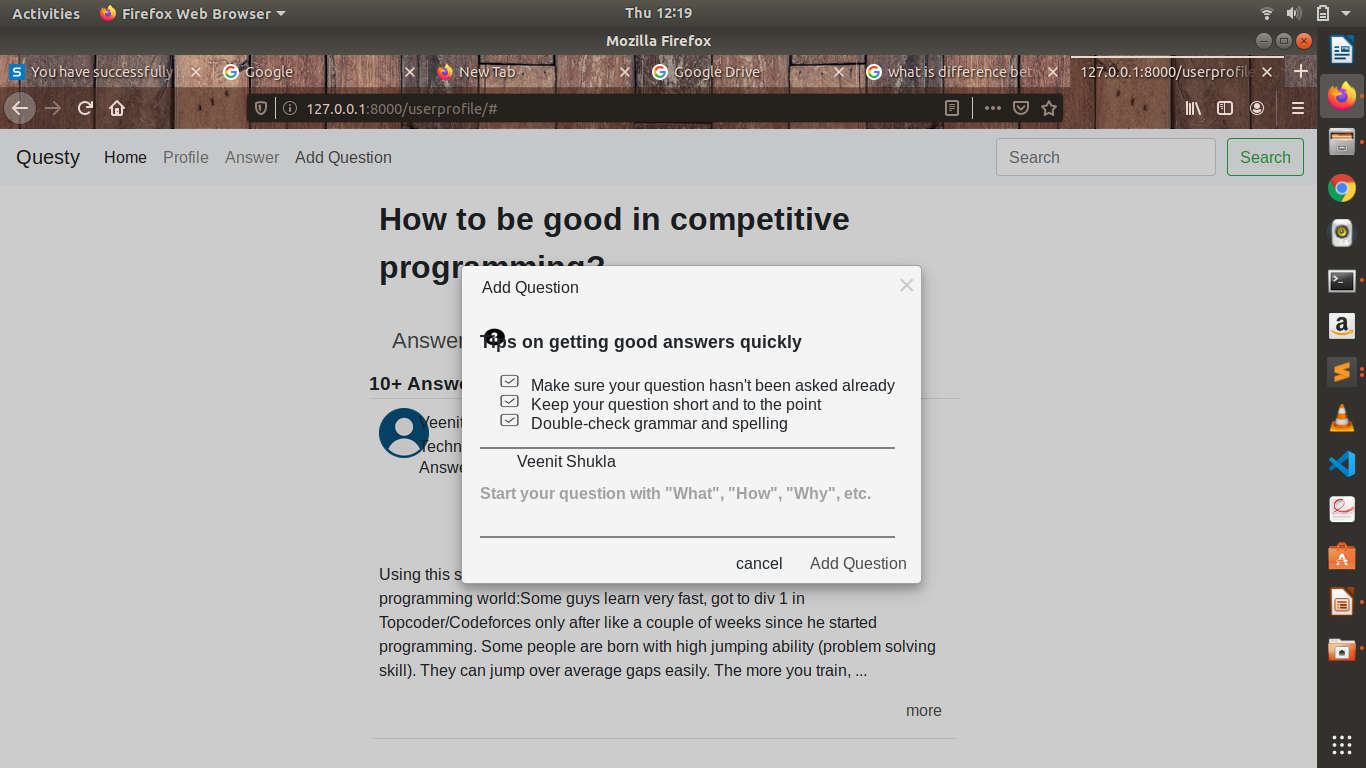 Activities Firefox Web Browser Thu 12:19
Mozilla Firefox
You have successfully Google New Tab Google Drive what is difference bet 127.0.0.1:8000/userprofile
127.0.0.1:8000/userprofile/#
Questy Home Profile Answer Add Question Search Search
How to be good in competitive
programming?
Add Question
Answer
Tips on getting good answers quickly
10+ Answe
Make sure your question hasn't been asked already
Keep your question short and to the point
Double-check grammar and spelling
Veenit
Techn
Answe
Veenit Shukla
Start your question with "What", "How", "Why", etc.
cancel Add Question
Using this s
programming world:Some guys learn very fast, got to div 1 in
Topcoder/Codeforces only after like a couple of weeks since he started
programming. Some people are born with high jumping ability (problem solving
skill). They can jump over average gaps easily. The more you train, ...
more